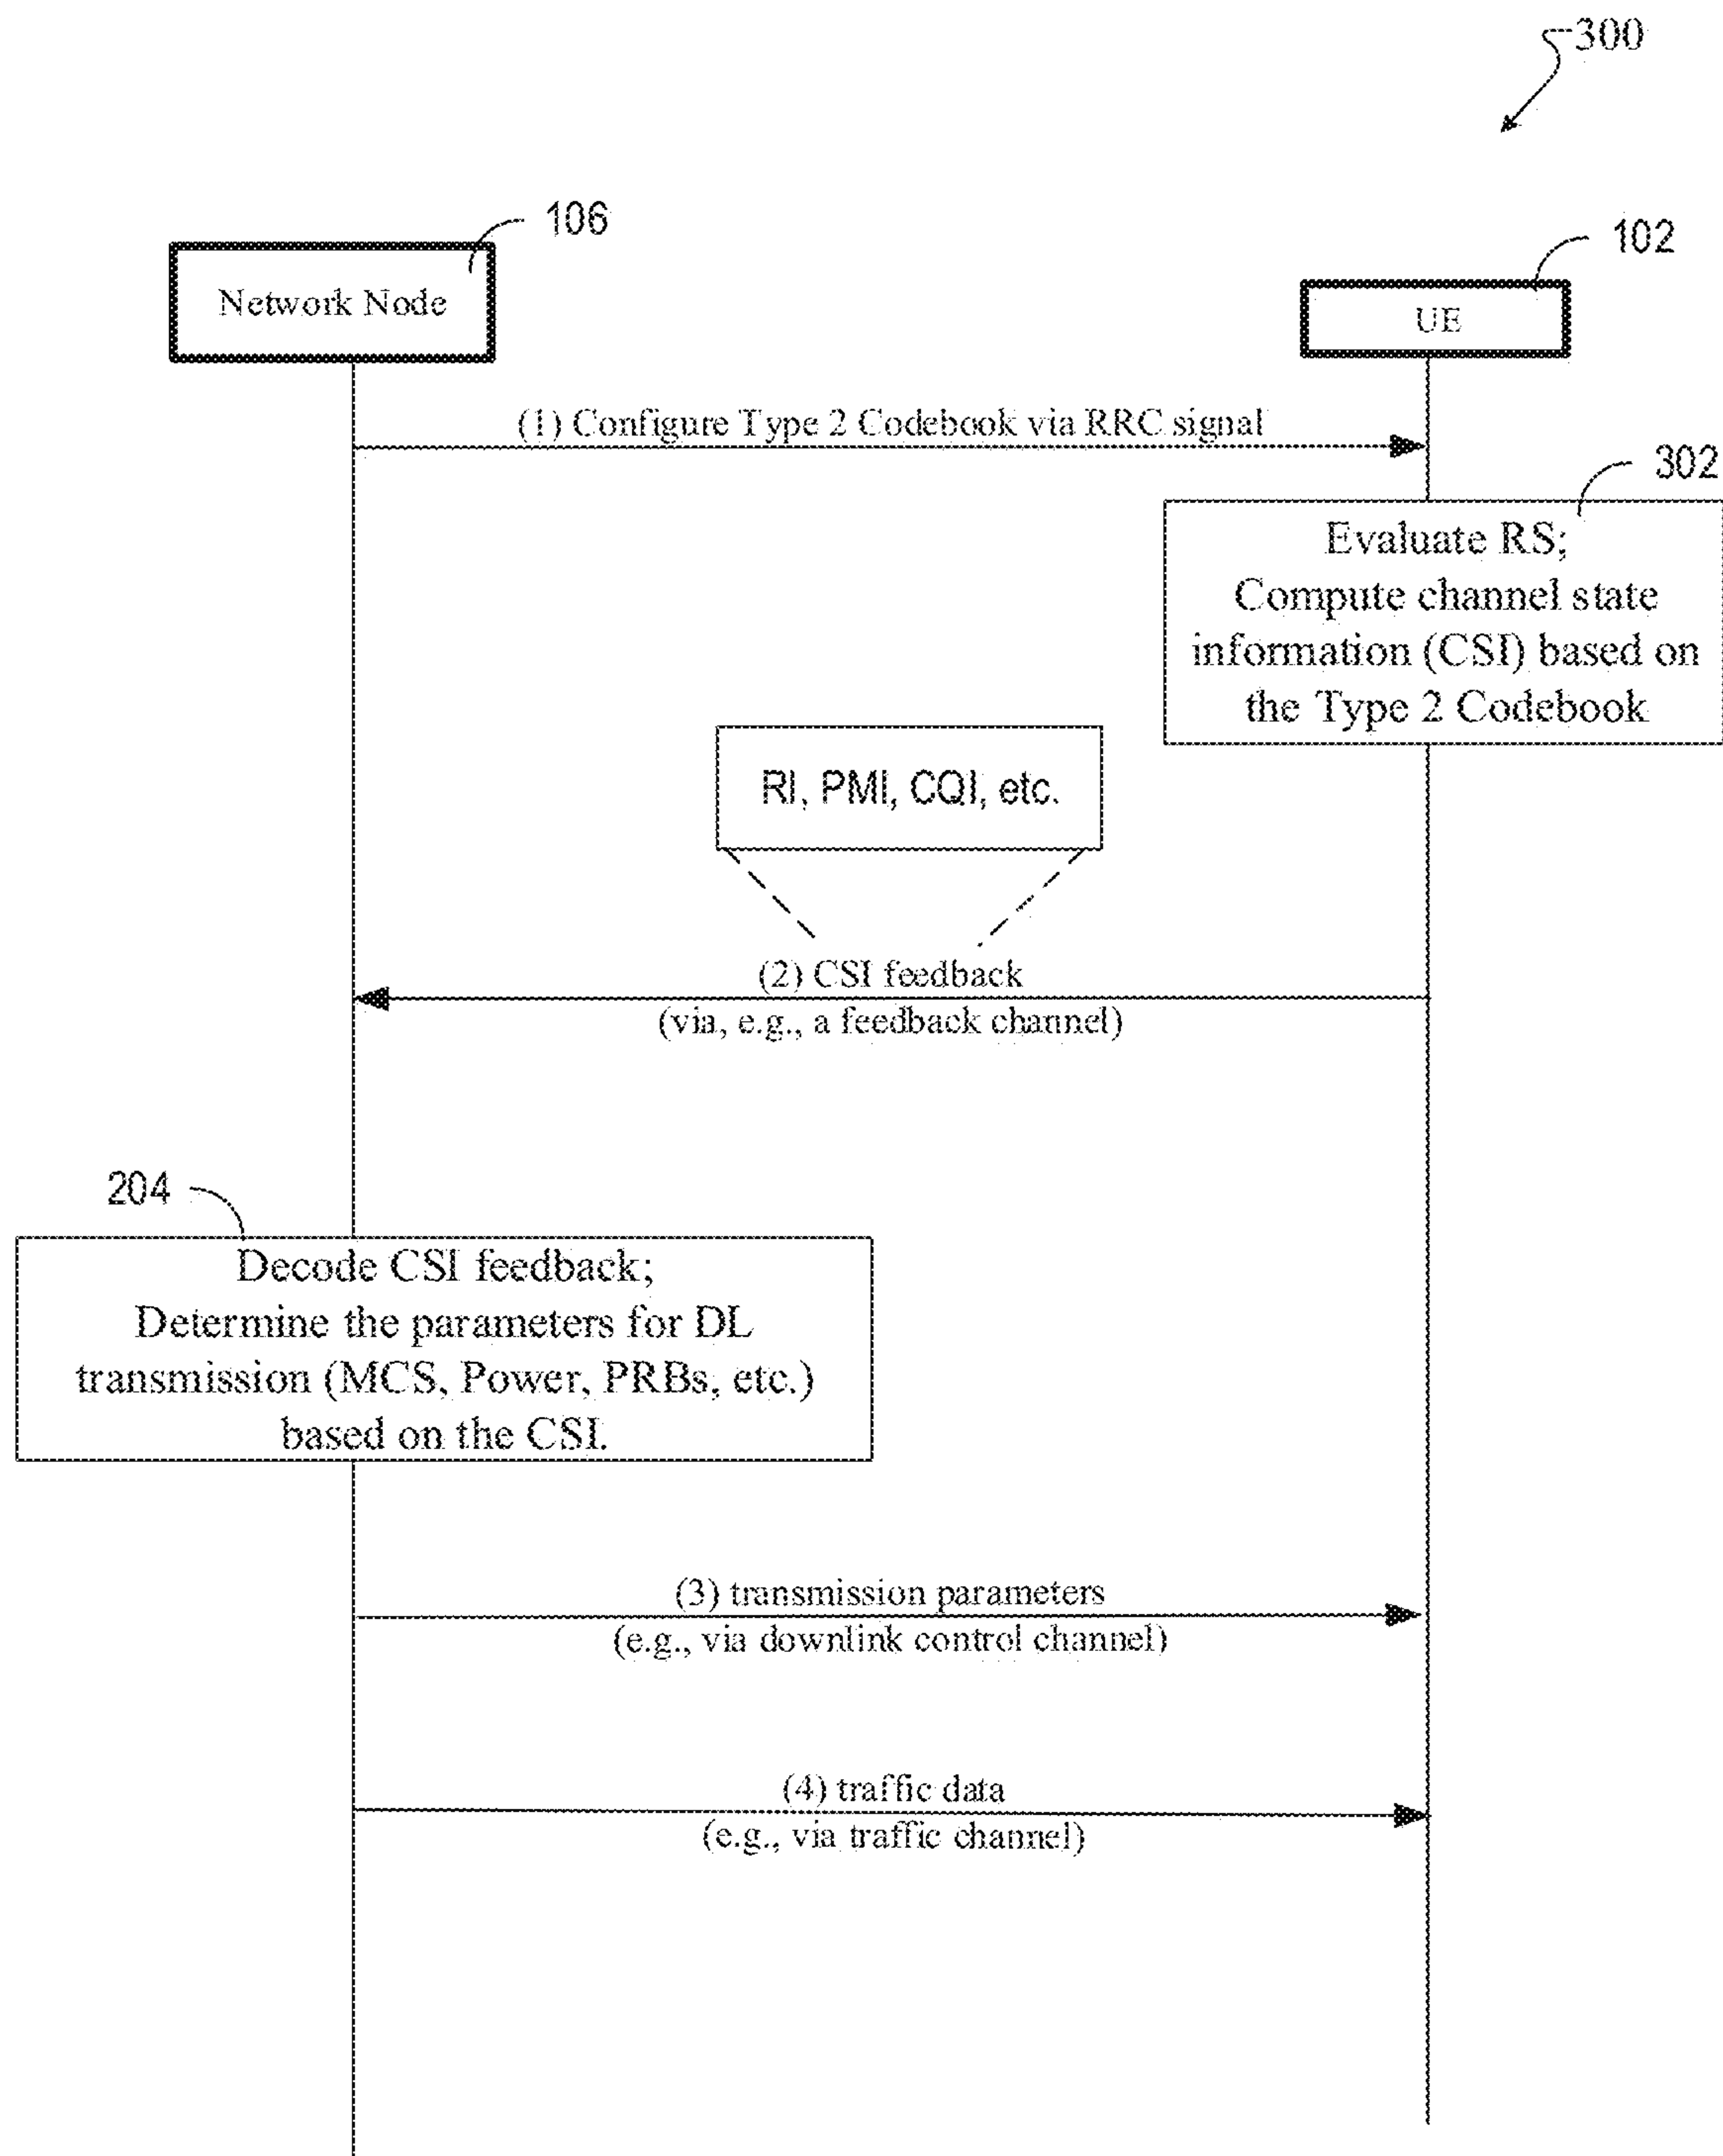 300
106
Network Node
102
UE
(1) Configure Type 2 Codebook via RRC signal
302
Evaluate RS;
Compute channel state
information (CSI) based on
the Type 2 Codebook
RI, PMI, CQI, etc.
(2) CSI feedback
(via, e.g., a feedback channel)
204
Decode CSI feedback;
Determine the parameters for DL
transmission (MCS, Power, PRBs, etc.)
based on the CSI.
(3) transmission parameters
(e.g., via downlink control channel)
(4) traffic data
(e.g., via traffic channel)